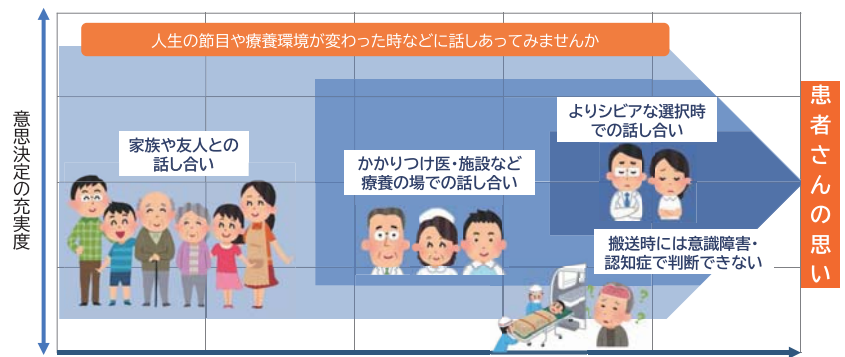 人生の節目や療養環境が変わった時などに話しあってみませんか
意思決定の充実度
家族や友人との
話し合い
かかりつけ医・施設など
療養の場での話し合い
よりシビアな選択時
での話し合い
搬送時には意識障害・
認知症で判断できない
患者さんの思い